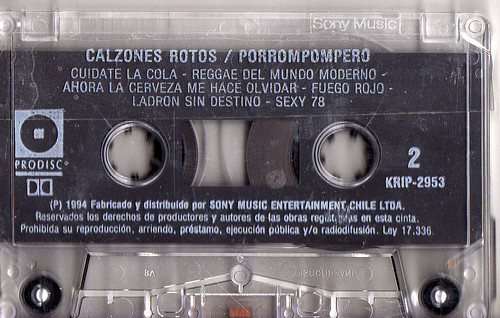 Sony Music
CALZONES ROTOS / PORROMPOMPERO
CUIDATE LA COLA - REGGAE DEL MUNDO MODERNO -
AHORA LA CERVEZA ME HACE OLVIDAR - FUEGO ROJO -
LADRON SIN DESTINO - SEXY 78
PRODISC
2
KRIP-2953
(P) 1994 Fabricado y distribuido por SONY MUSIC ENTERTAINMENT CHILE LTDA.
Reservados los derechos de productores y autores de las obras registradas en esta cinta.
Prohibida su reproducción, arriendo, préstamo, ejecución pública y/o radiodifusión. Ley 17.336.